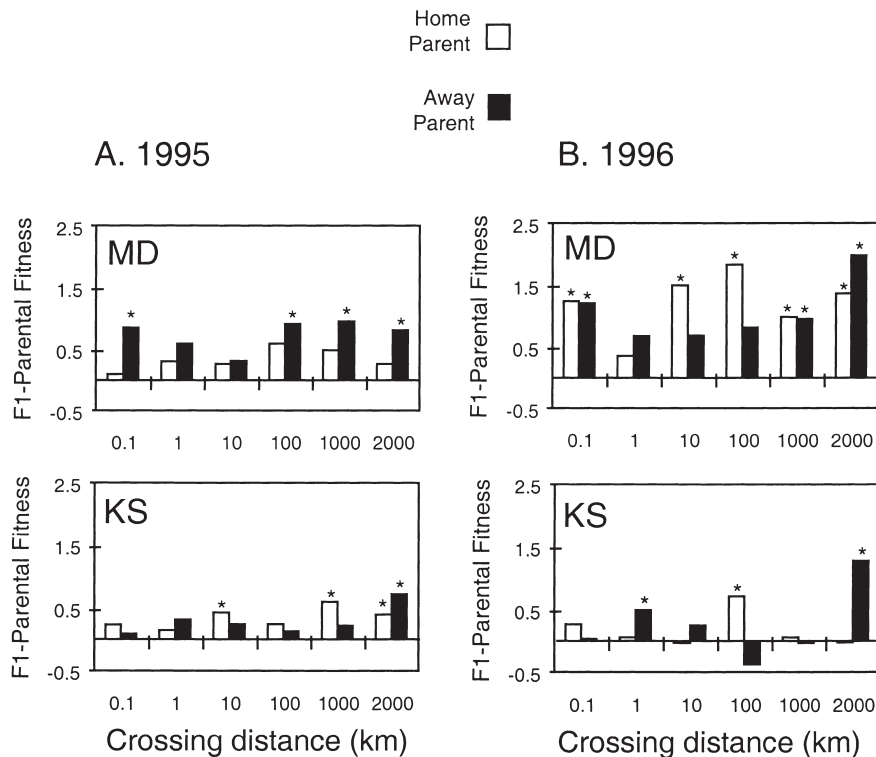 Home
Parent
Away
Parent
A. 1995
B. 1996
F1-Parental Fitness
2.5
1.5
0.5
-0.5
MD
*
*
*
*
0.1 1 10 100 1000 2000
F1-Parental Fitness
2.5
1.5
0.5
-0.5
MD
* *
*
*
* *
* *
0.1 1 10 100 1000 2000
F1-Parental Fitness
2.5
1.5
0.5
-0.5
KS
*
*
* *
0.1 1 10 100 1000 2000
Crossing distance (km)
F1-Parental Fitness
2.5
1.5
0.5
-0.5
KS
*
*
*
0.1 1 10 100 1000 2000
Crossing distance (km)